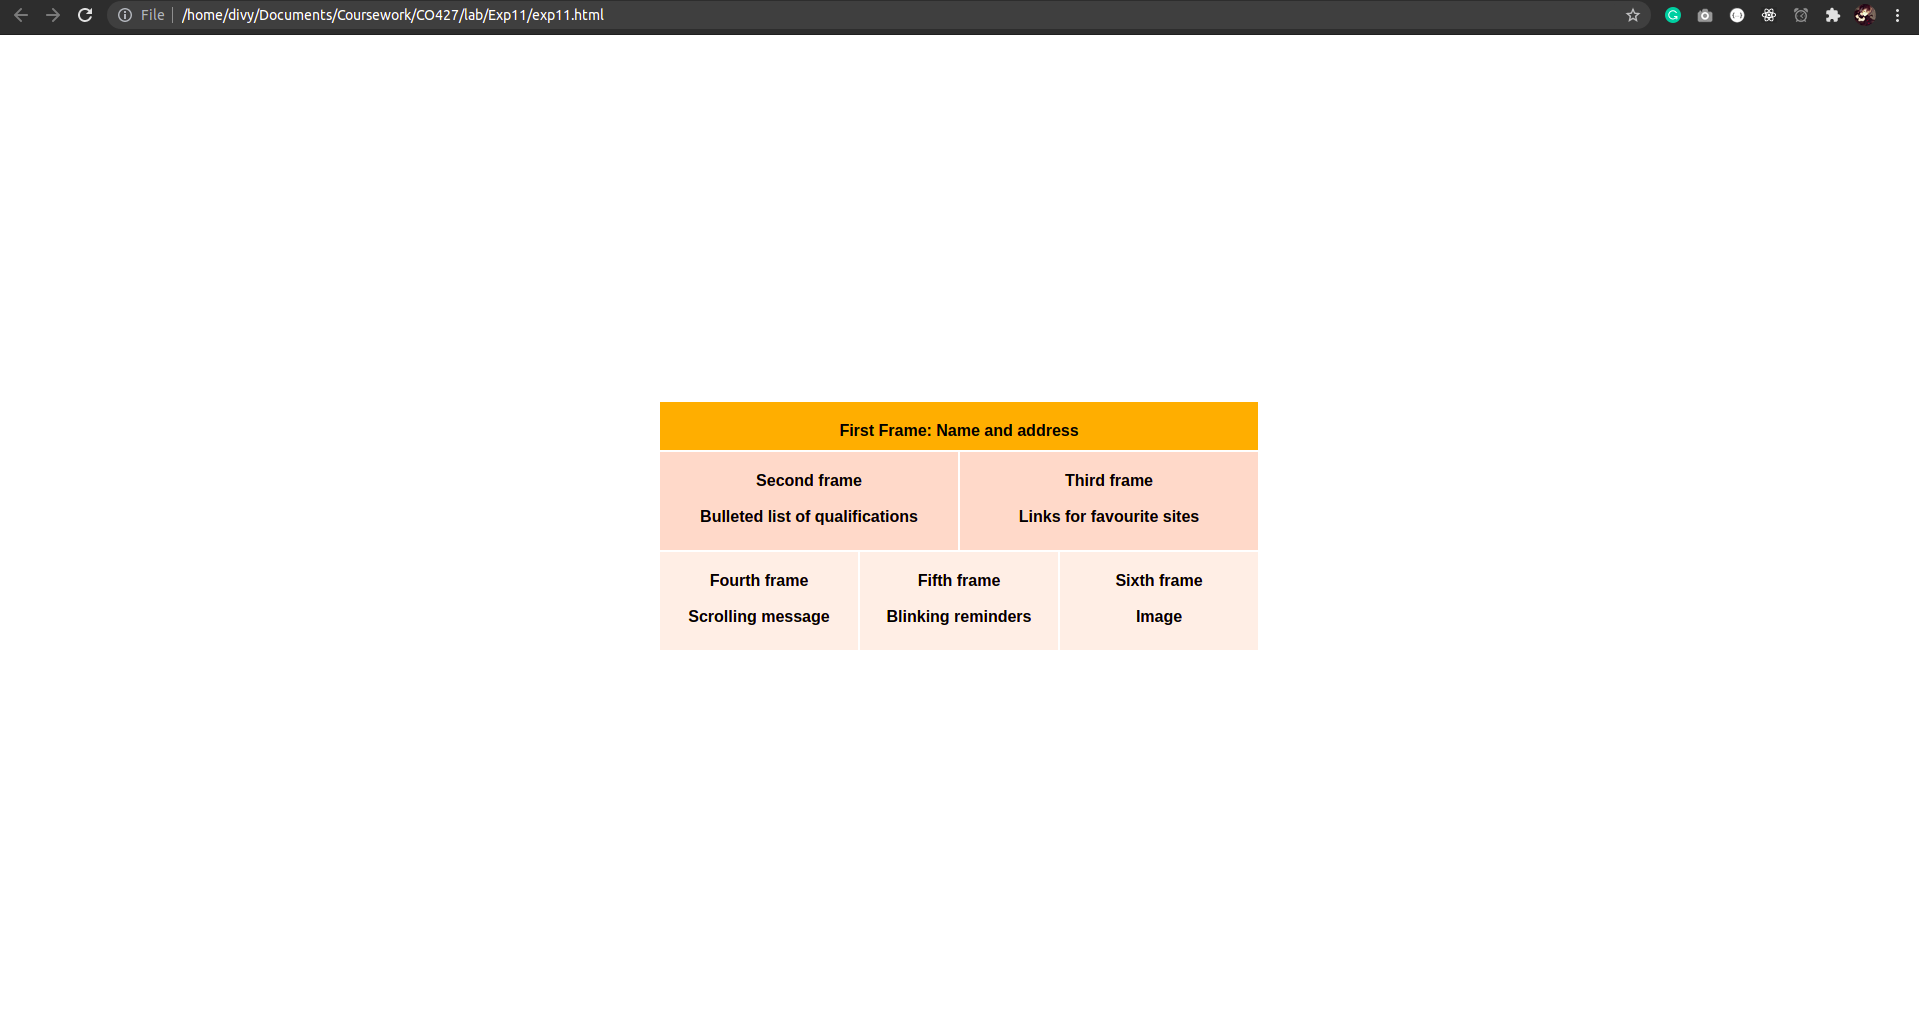 File /home/divy/Documents/Coursework/CO427/lab/Exp11/exp11.html
First Frame: Name and address
Second frame
Bulleted list of qualifications
Third frame
Links for favourite sites
Fourth frame
Scrolling message
Fifth frame
Blinking reminders
Sixth frame
Image